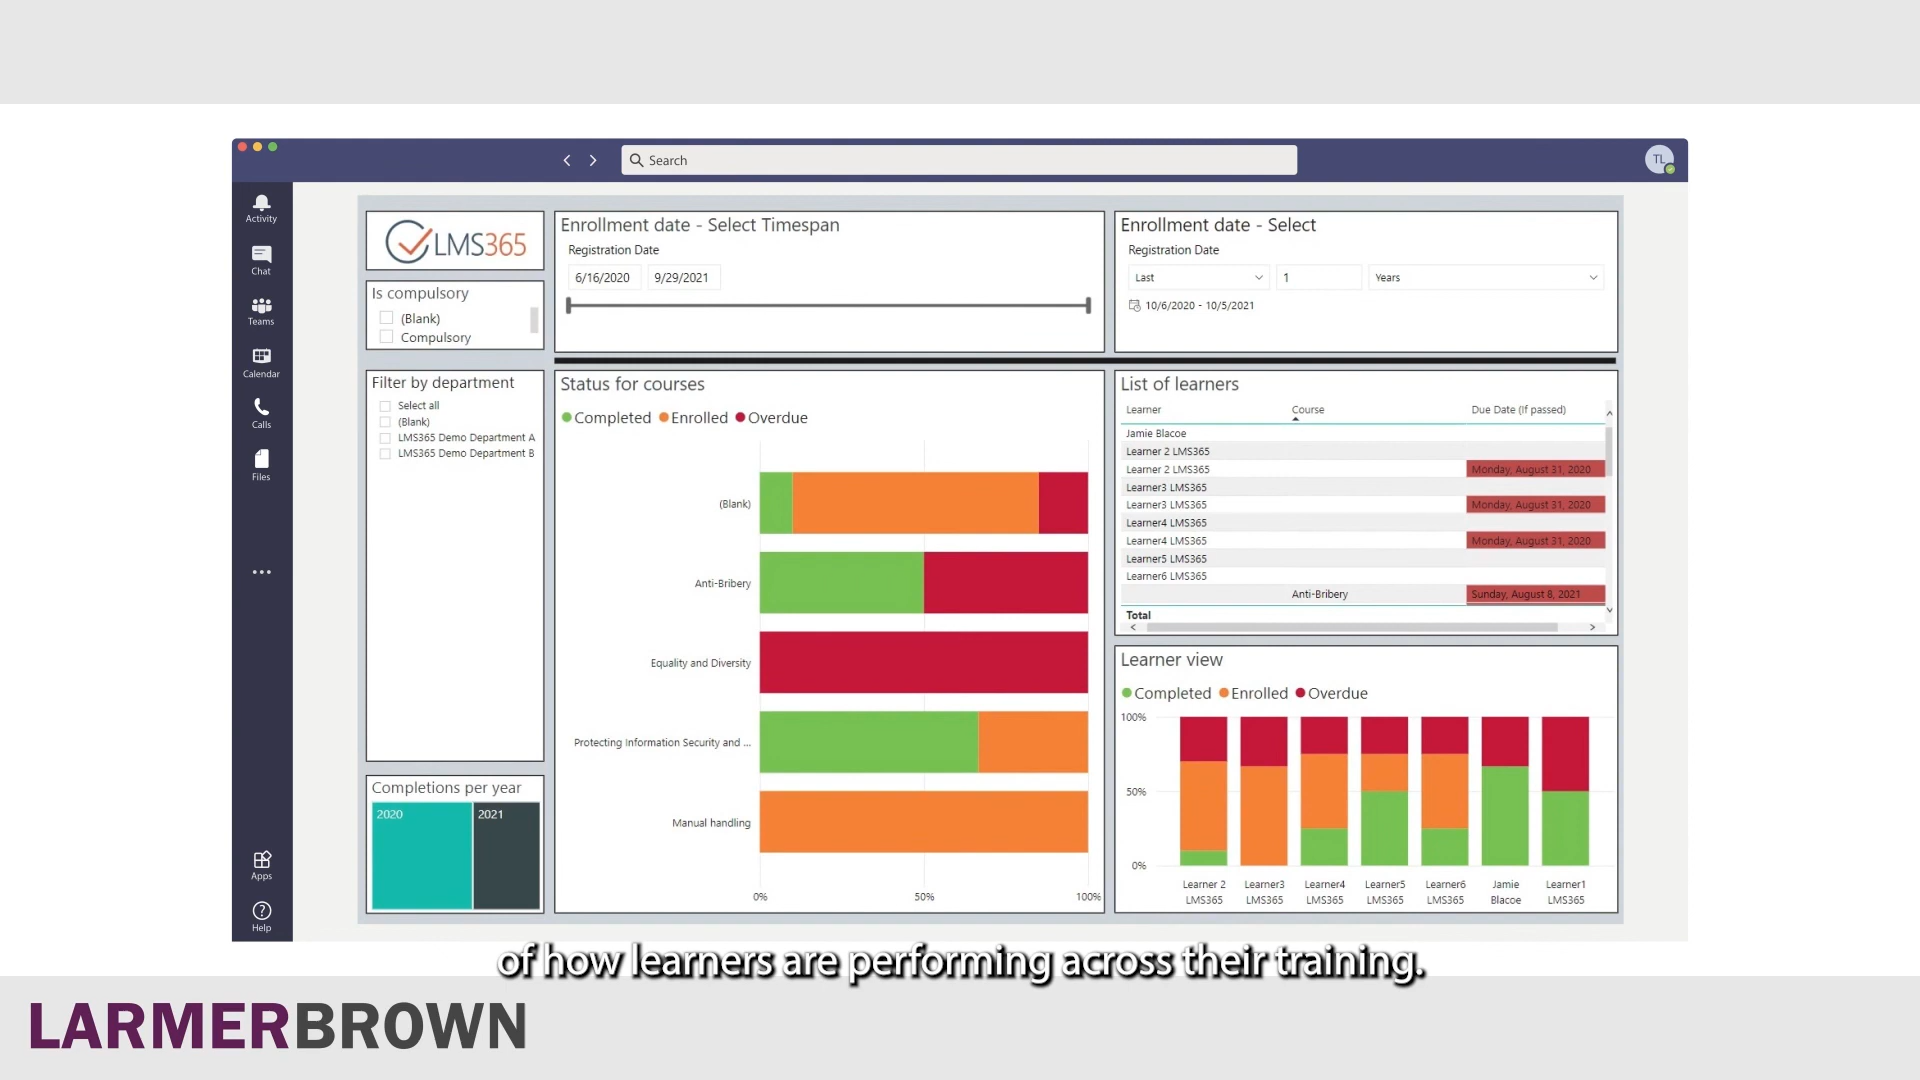 Search
TL
Activity
Chat
Teams
Calendar
Calls
Files
Apps
Help
LMS365
Is compulsory
(Blank)
Compulsory
Filter by department
Select all
(Blank)
LMS365 Demo Department A
LMS365 Demo Department B
Completions per year
2020
2021
Enrollment date - Select Timespan
Registration Date
6/16/2020 9/29/2021
Enrollment date - Select
Registration Date
Last 1 Years
10/6/2020 - 10/5/2021
Status for courses
Completed Enrolled Overdue
(Blank)
Anti-Bribery
Equality and Diversity
Protecting Information Security and ...
Manual handling
0% 50% 100%
List of learners
Learner Course Due Date (If passed)
Jamie Blacoe
Learner 2 LMS365
Learner 2 LMS365 Monday, August 31, 2020
Learner3 LMS365
Learner3 LMS365 Monday, August 31, 2020
Learner4 LMS365
Learner4 LMS365 Monday, August 31, 2020
Learner5 LMS365
Learner6 LMS365
Anti-Bribery Sunday, August 8, 2021
Total
Learner view
Completed Enrolled Overdue
100%
50%
0%
Learner 2 Learner3 Learner4 Learner5 Learner6 Jamie Learner1
LMS365 LMS365 LMS365 LMS365 LMS365 Blacoe LMS365
of how learners are performing across their training.
LARMERBROWN